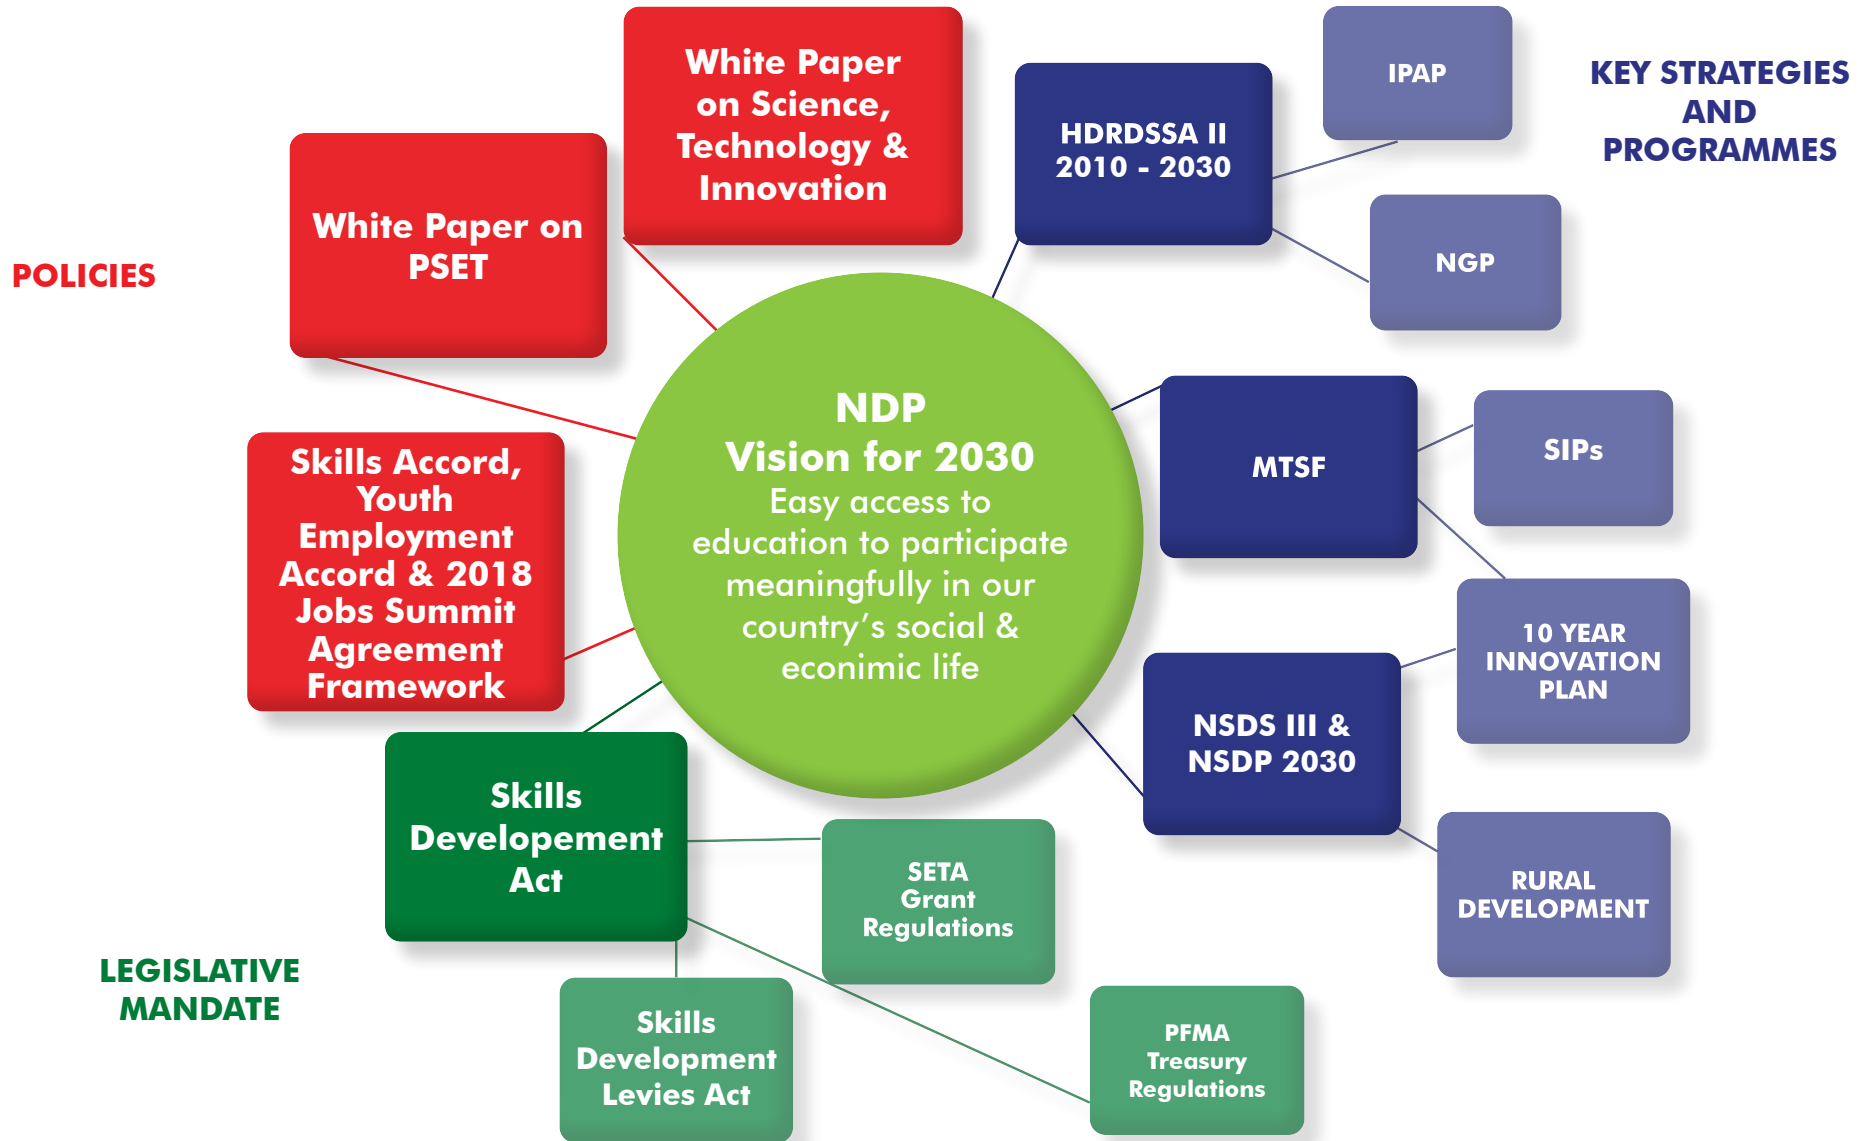 White Paper
on Science,
Technology &
Innovation
IPAP
KEY STRATEGIES
AND
PROGRAMMES
HDRDSSA II
2010 - 2030
White Paper on
PSET
POLICIES
NGP
NDP
Vision for 2030
Easy access to
education to participate
meaningfully in our
country's social &
econimic life
MTSF
SIPs
Skills Accord,
Youth
Employment
Accord & 2018
Jobs Summit
Agreement
Framework
10 YEAR
INNOVATION
PLAN
NSDS III &
NSDP 2030
Skills
Developement
Act
SETA
Grant
Regulations
RURAL
DEVELOPMENT
LEGISLATIVE
MANDATE
Skills
Development
Levies Act
PFMA
Treasury
Regulations